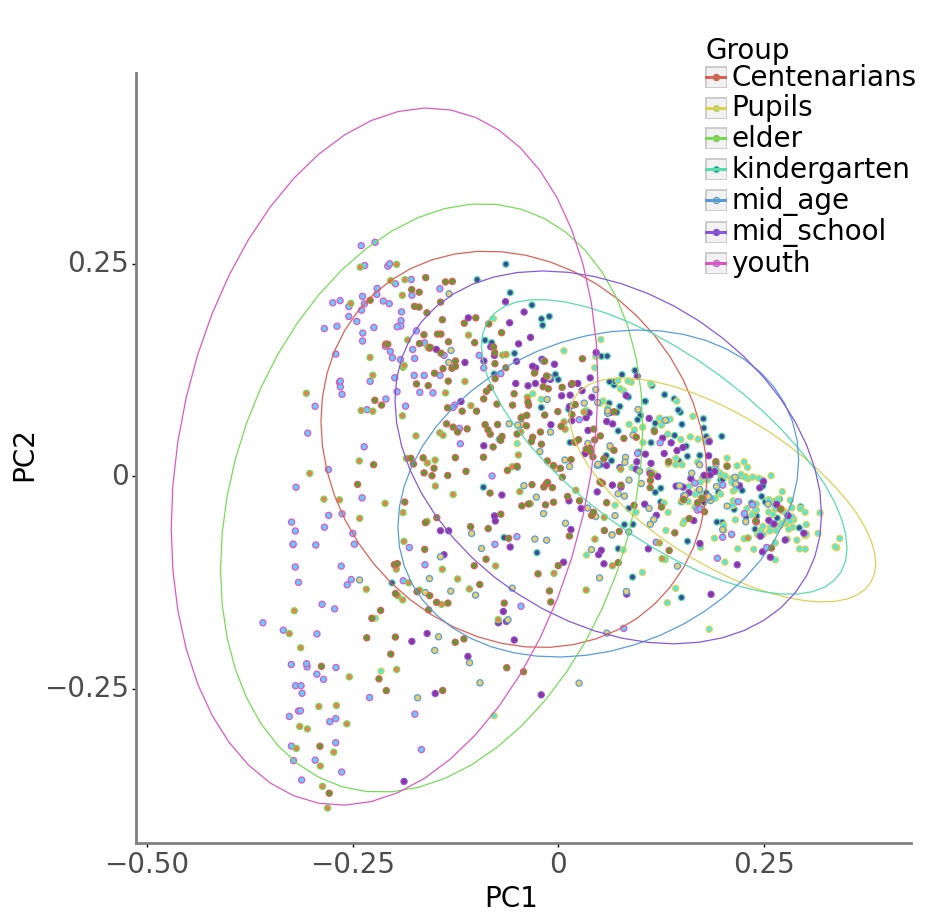 Group
Centenarians
Pupils
elder
kindergarten
mid_age
mid_school
youth
PC2
0.25
0
−0.25
−0.50
−0.25
0
0.25
PC1